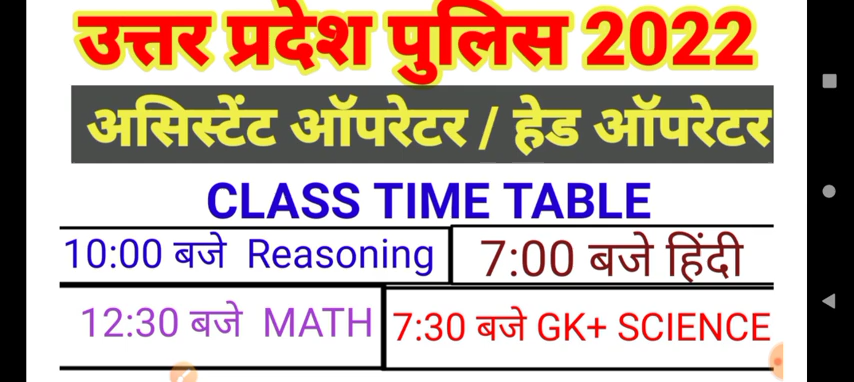 उत्तर प्रदेश पुलिस 2022
असिस्टेंट ऑपरेटर / हेड ऑपरेटर
CLASS TIME TABLE
10:00 बजे Reasoning
7:00 बजे हिंदी
12:30 बजे MATH
7:30 बजे GK+ SCIENCE